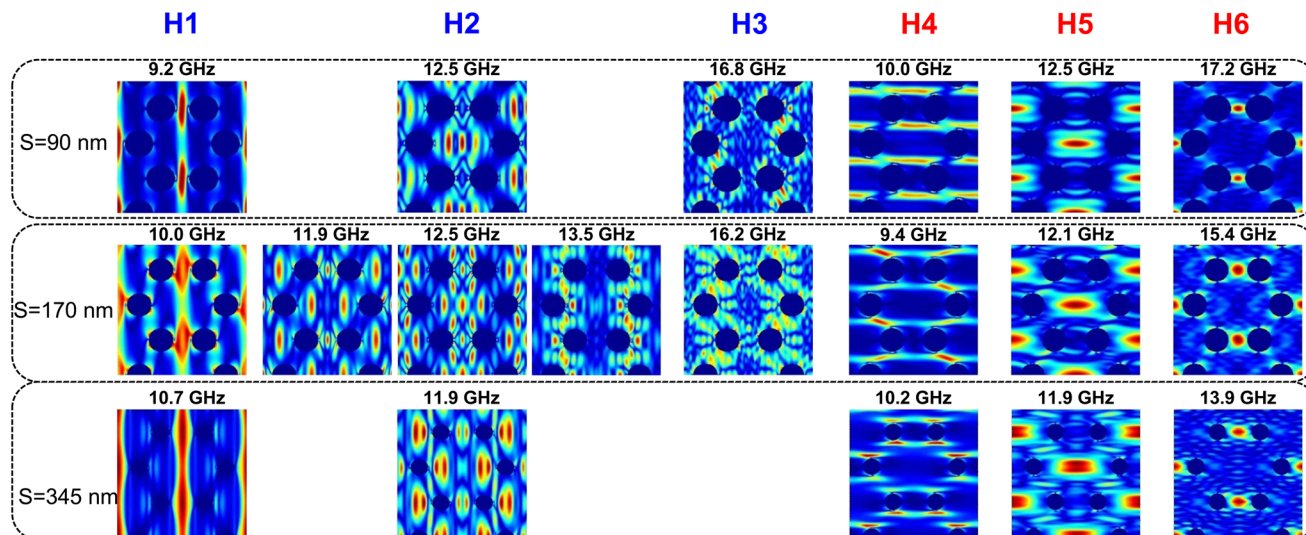 H1 H2 H3 H4 H5 H6
9.2 GHz 12.5 GHz 16.8 GHz 10.0 GHz 12.5 GHz 17.2 GHz
S=90 nm
10.0 GHz 11.9 GHz 12.5 GHz 13.5 GHz 16.2 GHz 9.4 GHz 12.1 GHz 15.4 GHz
S=170 nm
10.7 GHz 11.9 GHz 10.2 GHz 11.9 GHz 13.9 GHz
S=345 nm